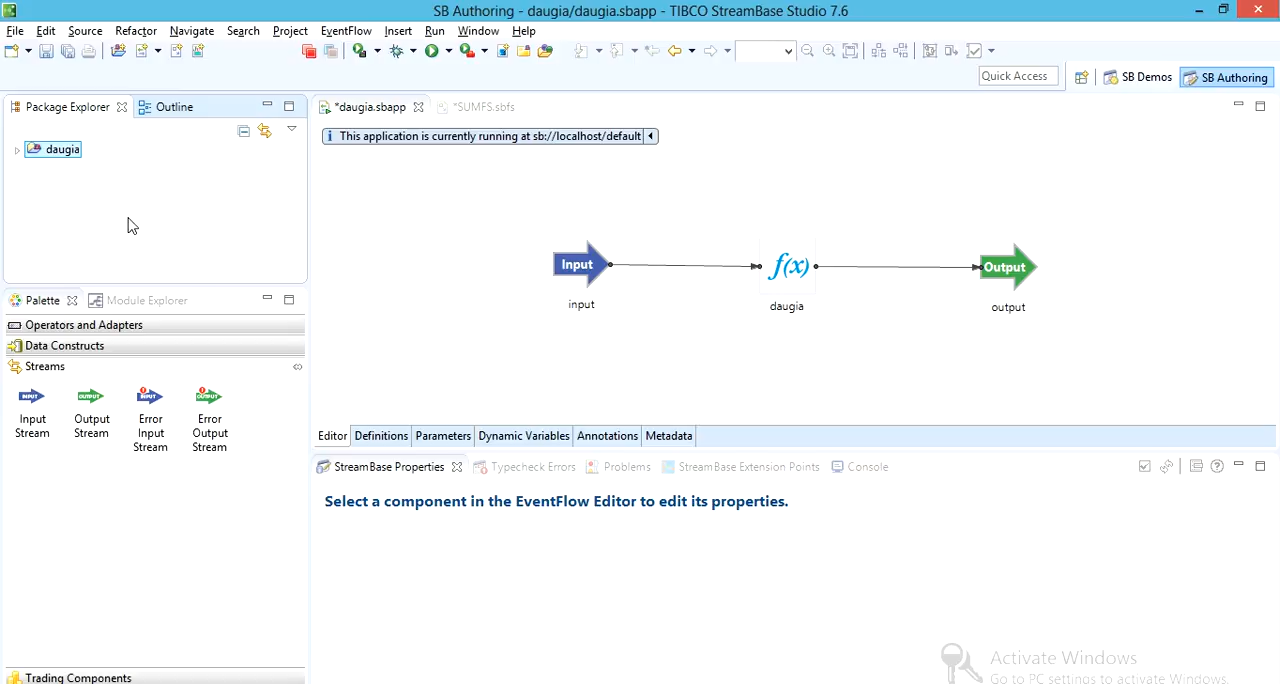 SB Authoring - daugia/daugia.sbapp - TIBCO StreamBase Studio 7.6
File Edit Source Refactor Navigate Search Project EventFlow Insert Run Window Help
Quick Access SB Demos SB Authoring
Package Explorer Outline
*daugia.sbapp *SUMFS.sbfs
This application is currently running at sb://localhost/default
daugia
Input f(x) Output
input daugia output
Palette Module Explorer
Operators and Adapters
Data Constructs
Streams
INPUT OUTPUT INPUT OUTPUT
Input Stream
Output Stream
Error Input Stream
Error Output Stream
Trading Components
Editor Definitions Parameters Dynamic Variables Annotations Metadata
StreamBase Properties Typecheck Errors Problems StreamBase Extension Points Console
Select a component in the EventFlow Editor to edit its properties.
Activate Windows
Go to PC settings to activate Windows.